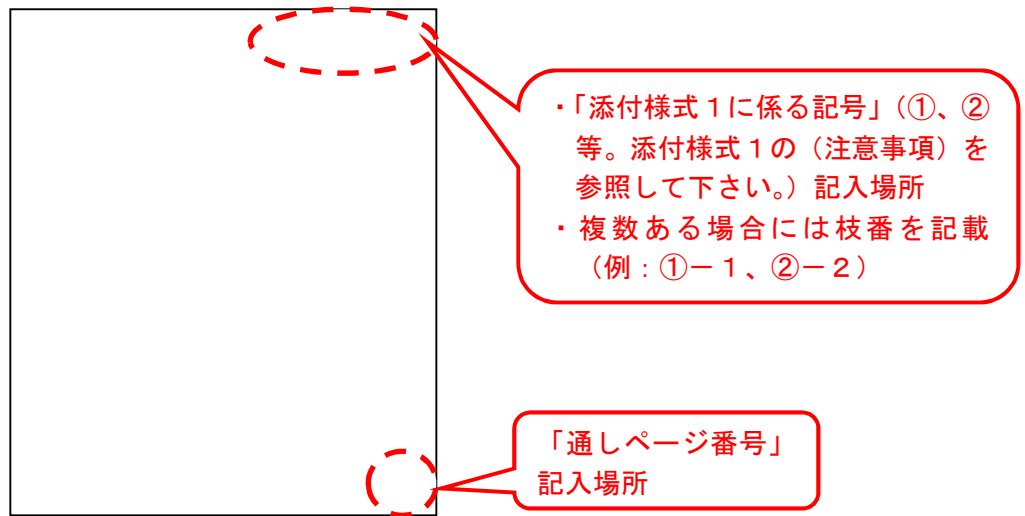 ・「添付様式１に係る記号」（①、②
等。添付様式１の（注意事項）を
参照して下さい。）記入場所
・複数ある場合には枝番を記載
（例：①－１、②－２）
「通しページ番号」
記入場所